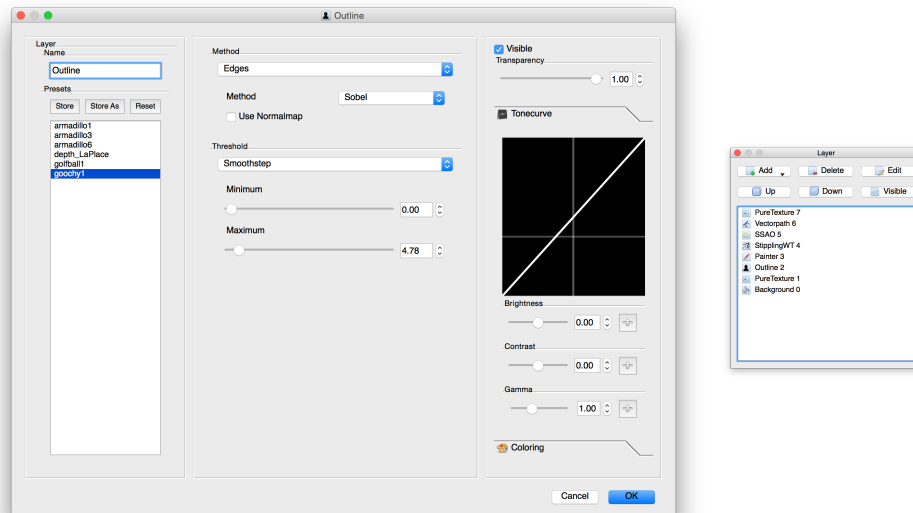 Outline
Layer
Name
Outline
Presets
Store Store As Reset
armadillo1
armadillo3
armadillo6
depth_LaPlace
golfball1
goochy1
Method
Edges
Method Sobel
Use Normalmap
Threshold
Smoothstep
Minimum
0.00
Maximum
4.78
Visible
Transparency
1.00
Tonecurve
Brightness
0.00
Contrast
0.00
Gamma
1.00
Coloring
Cancel OK
Layer
Add Delete Edit
Up Down Visible
PureTexture 7
Vectorpath 6
SSAO 5
StipplingWT 4
Painter 3
Outline 2
PureTexture 1
Background 0